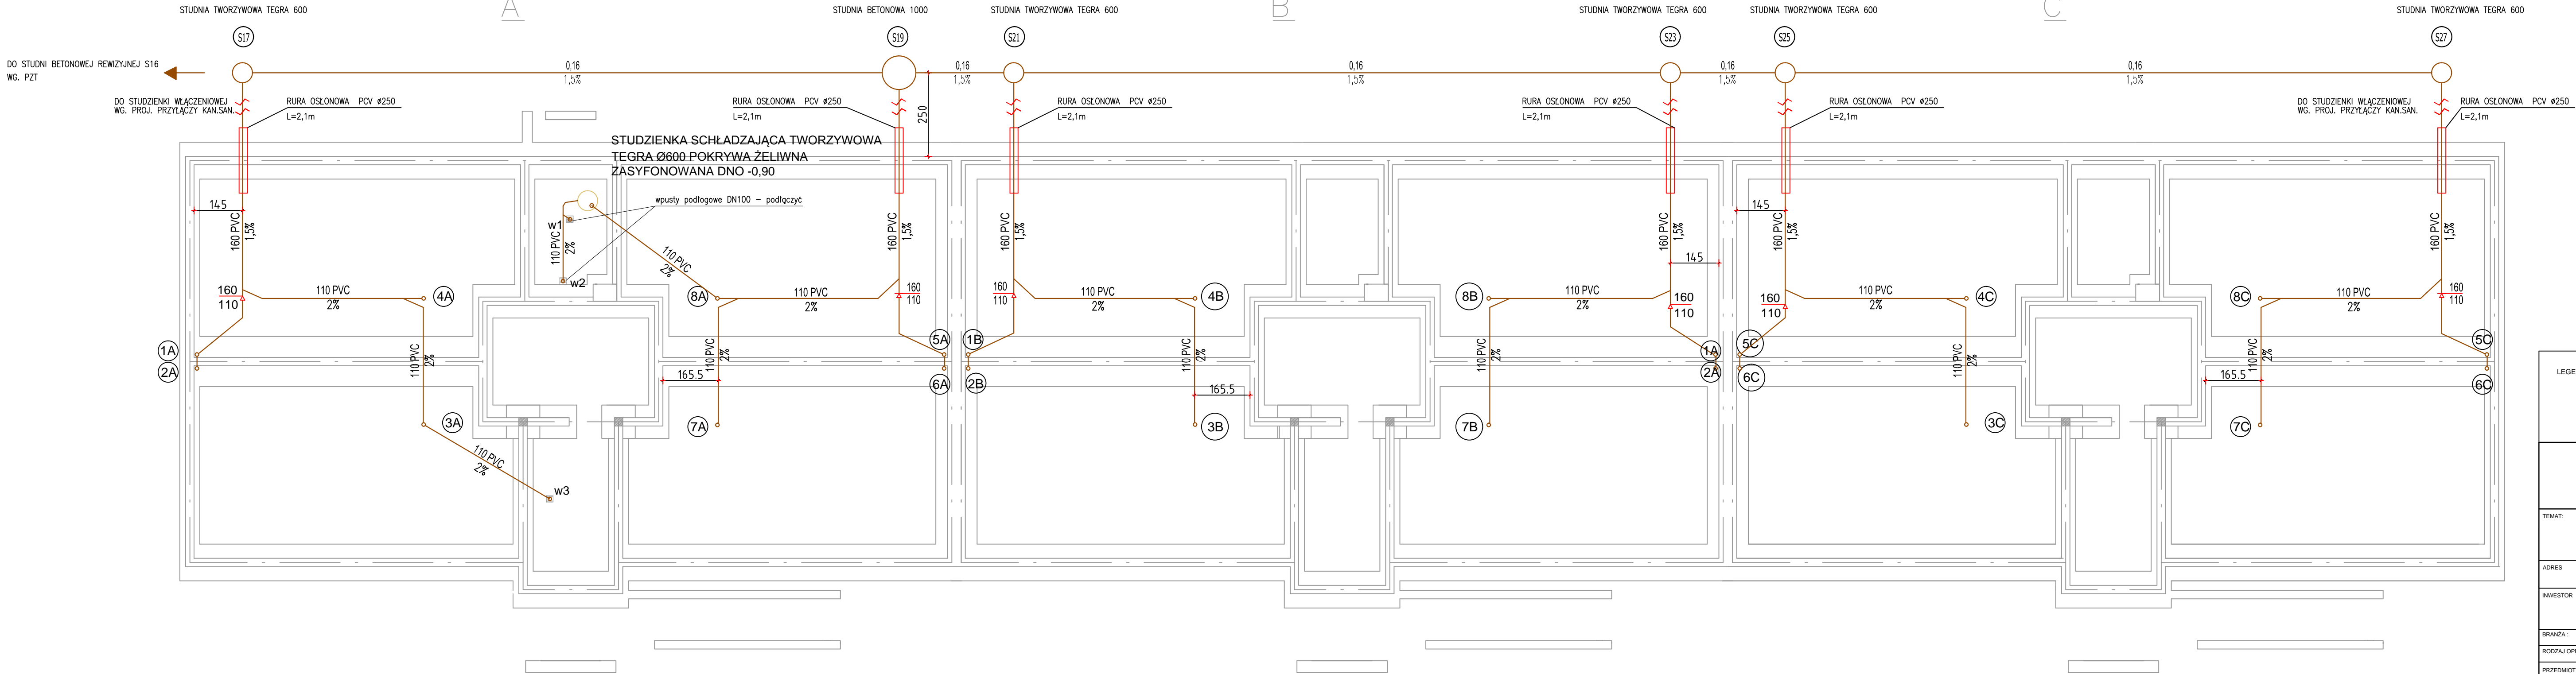 A
B
C
STUDNIA TWORZYWOWA TEGRA 600
STUDNIA BETONOWA 1000
STUDNIA TWORZYWOWA TEGRA 600
STUDNIA TWORZYWOWA TEGRA 600
STUDNIA TWORZYWOWA TEGRA 600
STUDNIA TWORZYWOWA TEGRA 600
S17
S19
S21
S23
S25
S27
DO STUDNI BETONOWEJ REWIZYJNEJ S16
WG. PZT
0,16
1,5%
0,16
1,5%
0,16
1,5%
0,16
1,5%
0,16
1,5%
DO STUDZIENKI WŁĄCZENIOWEJ
WG. PROJ. PRZYŁĄCZY KAN.SAN.
RURA OSŁONOWA PCV ø250
L=2,1m
RURA OSŁONOWA PCV ø250
L=2,1m
250
RURA OSŁONOWA PCV ø250
L=2,1m
RURA OSŁONOWA PCV ø250
L=2,1m
RURA OSŁONOWA PCV ø250
L=2,1m
DO STUDZIENKI WŁĄCZENIOWEJ
WG. PROJ. PRZYŁĄCZY KAN.SAN.
RURA OSŁONOWA PCV ø250
L=2,1m
STUDZIENKA SCHŁADZAJĄCA TWORZYWOWA
TEGRA Ø600 POKRYWA ŻELIWNA
ZASYFONOWANA DNO -0,90
wpusty podłogowe DN100 – podłączyć
145
160 PVC
1,5%
w1
110 PVC
2%
w2
110 PVC
2%
160 PVC
1,5%
160 PVC
1,5%
160 PVC
1,5%
145
145
160 PVC
1,5%
160 PVC
1,5%
160
110
110 PVC
2%
4A
8A
110 PVC
2%
160
110
160
110
110 PVC
2%
4B
8B
110 PVC
2%
160
110
160
110
110 PVC
2%
4C
8C
110 PVC
2%
160
110
1A
2A
110 PVC
2%
110 PVC
2%
165.5
5A
6A
1B
2B
110 PVC
2%
165.5
110 PVC
2%
1A
2A
5C
6C
110 PVC
2%
110 PVC
2%
165.5
5C
6C
3A
7A
3B
7B
3C
7C
110 PVC
2%
w3
LEGE
TEMAT:
ADRES
INWESTOR
BRANŻA :
RODZAJ OP
PRZEDMIOT